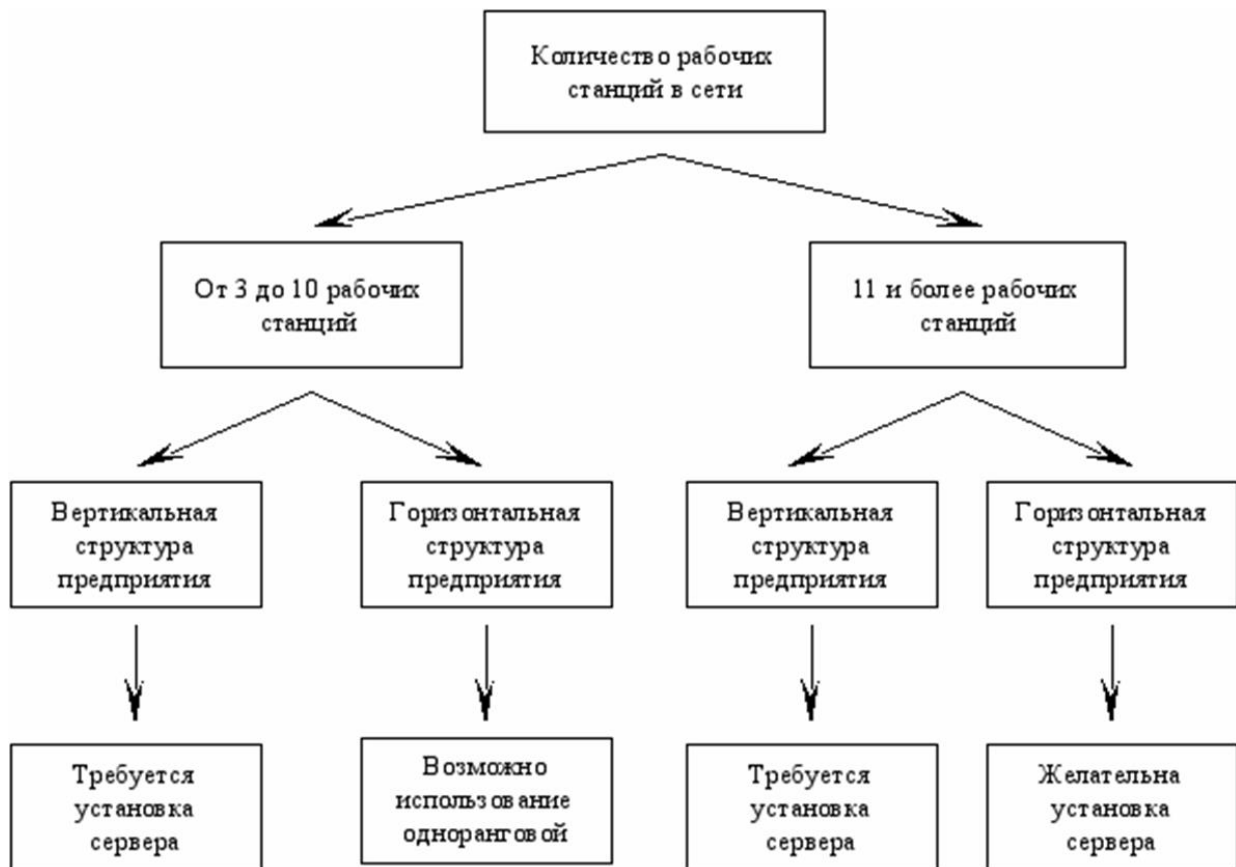 Количество рабочих
станций в сети
От 3 до 10 рабочих
станций
11 и более рабочих
станций
Вертикальная
структура
предприятия
Горизонтальная
структура
предприятия
Вертикальная
структура
предприятия
Горизонтальная
структура
предприятия
Требуется
установка
сервера
Возможно
использование
одноранговой
Требуется
установка
сервера
Желательна
установка
сервера